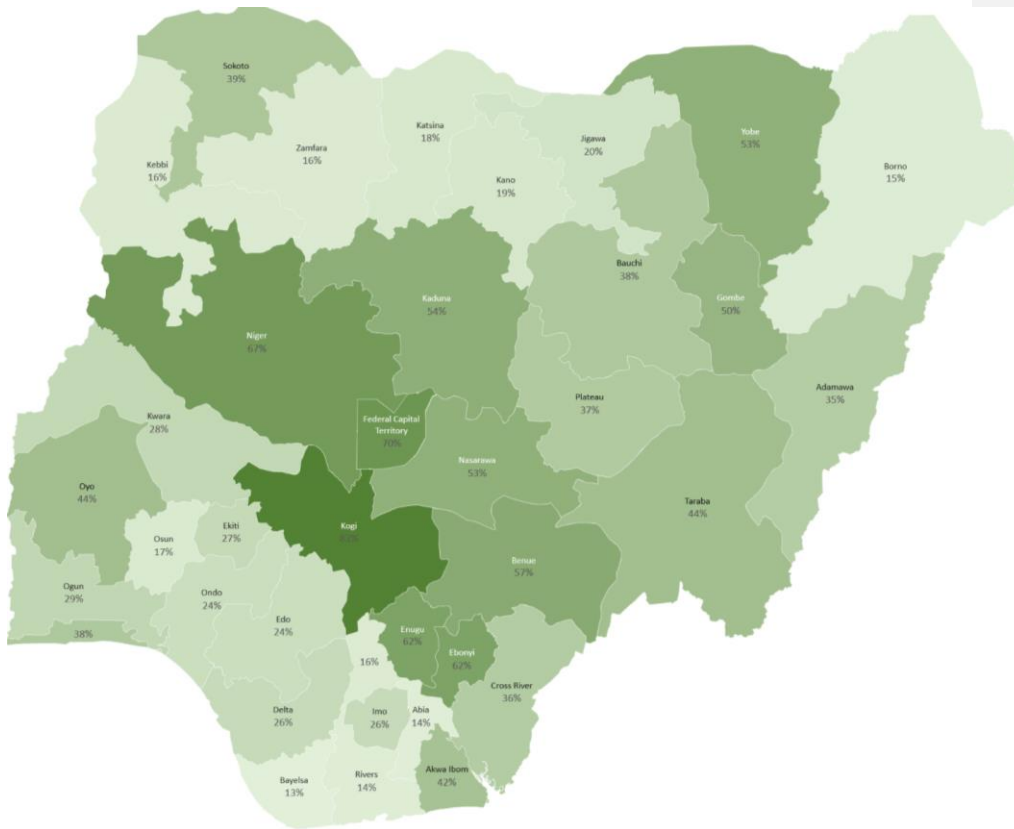 Sokoto
39%
Katsina
18%
Jigawa
20%
Yobe
53%
Zamfara
16%
Kebbi
16%
Kano
19%
Borno
15%
Bauchi
38%
Kaduna
54%
Gombe
50%
Niger
67%
Adamawa
35%
Plateau
37%
Federal Capital
Territory
70%
Kwara
28%
Nasarawa
53%
Oyo
44%
Taraba
44%
Kogi
Ekiti
27%
Osun
17%
Benue
57%
Ogun
29%
Ondo
24%
Edo
24%
Enugu
62%
38%
Ebonyi
62%
16%
Cross River
36%
Delta
26%
Imo
26%
Abia
14%
Akwa Ibom
42%
Rivers
14%
Bayelsa
13%